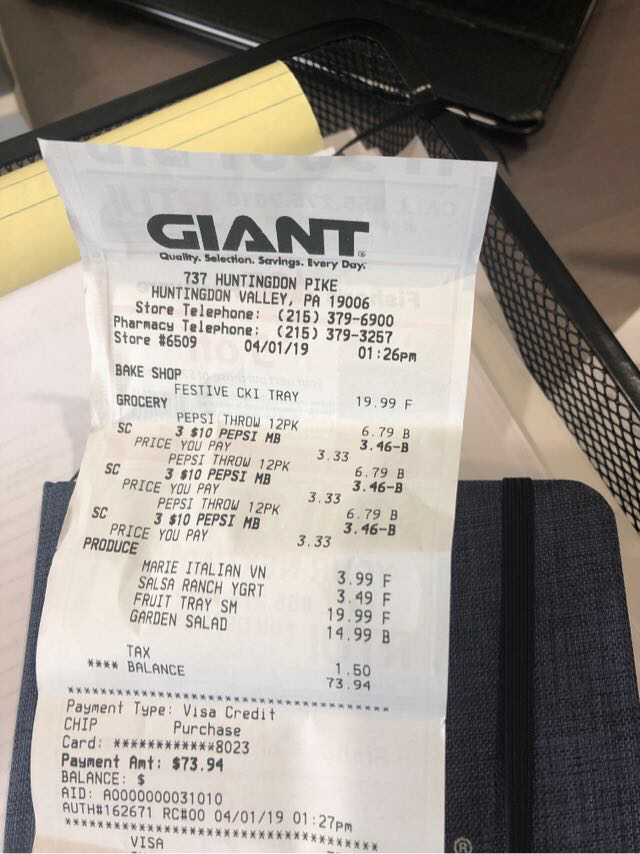 GIANT®
Quality. Selection. Savings. Every Day.
737 HUNTINGDON PIKE
HUNTINGDON VALLEY, PA 19006
Store Telephone: (215) 379-6900
Pharmacy Telephone: (215) 379-3257
Store #6509 04/01/19 01:26pm
BAKE SHOP
FESTIVE CKI TRAY 19.99 F
GROCERY
PEPSI THROW 12PK 6.79 B
SC 3 $10 PEPSI MB 3.46-B
PRICE YOU PAY 3.33
PEPSI THROW 12PK 6.79 B
SC 3 $10 PEPSI MB 3.46-B
PRICE YOU PAY 3.33
PEPSI THROW 12PK 6.79 B
SC 3 $10 PEPSI MB 3.46-B
PRICE YOU PAY 3.33
PRODUCE
MARIE ITALIAN VN 3.99 F
SALSA RANCH YGRT 3.49 F
FRUIT TRAY SM 19.99 F
GARDEN SALAD 14.99 B
TAX 1.50
**** BALANCE 73.94
****************************************
Payment Type: Visa Credit
CHIP Purchase
Card: ************8023
Payment Amt: $73.94
BALANCE: $
AID: A0000000031010
AUTH#162671 RC#00 04/01/19 01:27pm
****************************************
VISA
®